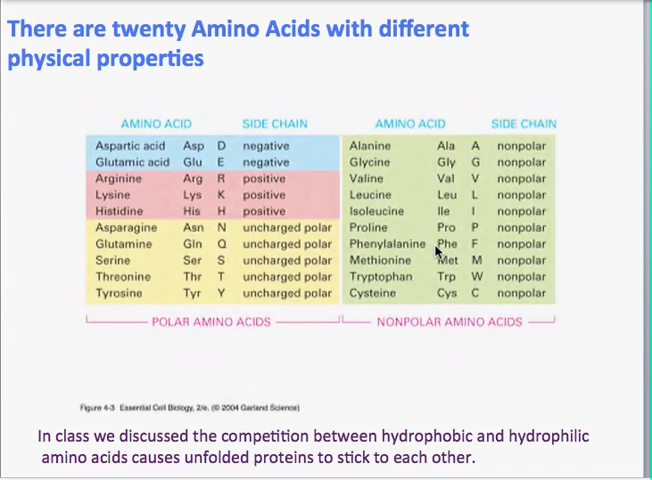 There are twenty Amino Acids with different
physical properties
AMINO ACID SIDE CHAIN AMINO ACID SIDE CHAIN
Aspartic acid Asp D negative Alanine Ala A nonpolar
Glutamic acid Glu E negative Glycine Gly G nonpolar
Arginine Arg R positive Valine Val V nonpolar
Lysine Lys K positive Leucine Leu L nonpolar
Histidine His H positive Isoleucine Ile I nonpolar
Asparagine Asn N uncharged polar Proline Pro P nonpolar
Glutamine Gln Q uncharged polar Phenylalanine Phe F nonpolar
Serine Ser S uncharged polar Methionine Met M nonpolar
Threonine Thr T uncharged polar Tryptophan Trp W nonpolar
Tyrosine Tyr Y uncharged polar Cysteine Cys C nonpolar
POLAR AMINO ACIDS NONPOLAR AMINO ACIDS
Figure 4-3 Essential Cell Biology, 2/e. (© 2004 Garland Science)
In class we discussed the competition between hydrophobic and hydrophilic
amino acids causes unfolded proteins to stick to each other.